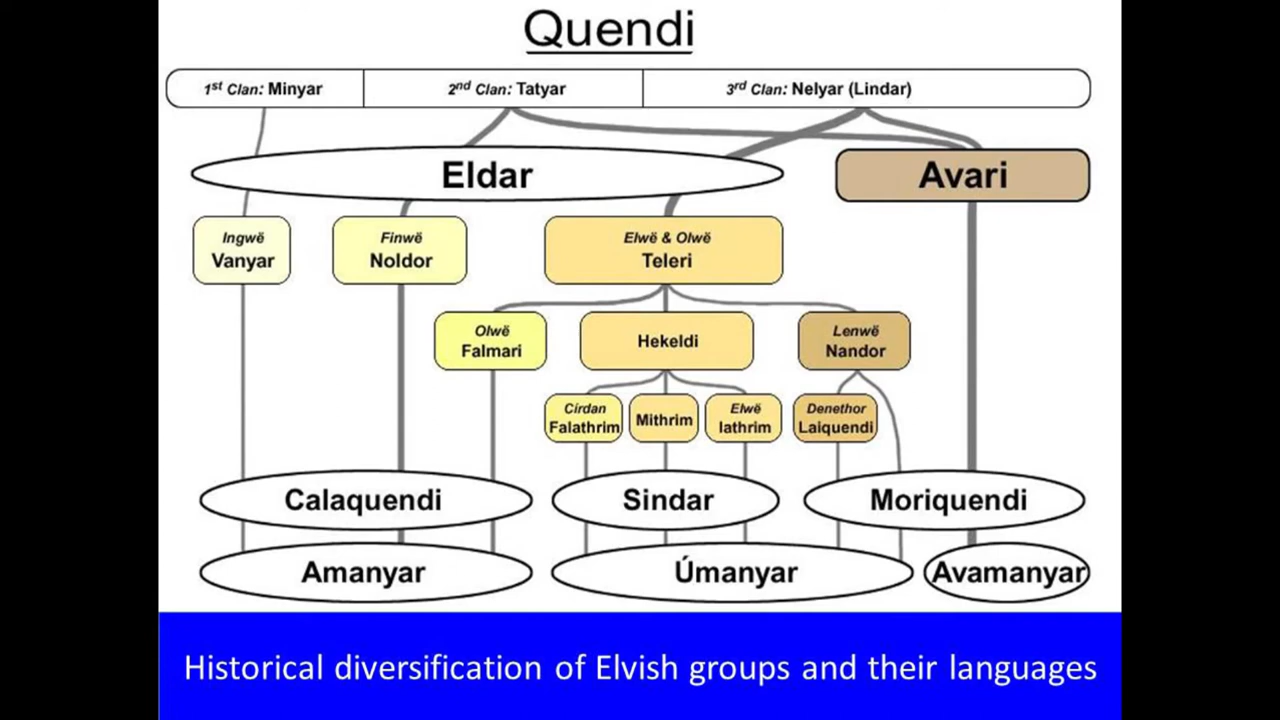 Quendi
1st Clan: Minyar
2nd Clan: Tatyar
3rd Clan: Nelyar (Lindar)
Eldar
Avari
Ingwë
Vanyar
Finwë
Noldor
Elwë & Olwë
Teleri
Olwë
Falmari
Hekeldi
Lenwë
Nandor
Círdan
Falathrim
Mithrim
Elwë
Iathrim
Denethor
Laiquendi
Calaquendi
Sindar
Moriquendi
Amanyar
Úmanyar
Avamanyar
Historical diversification of Elvish groups and their languages